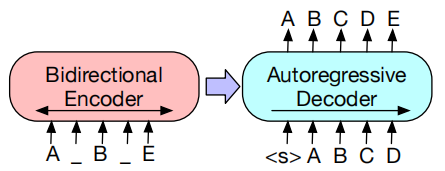 A B C D E
Bidirectional
Encoder
Autoregressive
Decoder
A _ B _ E
<s> A B C D